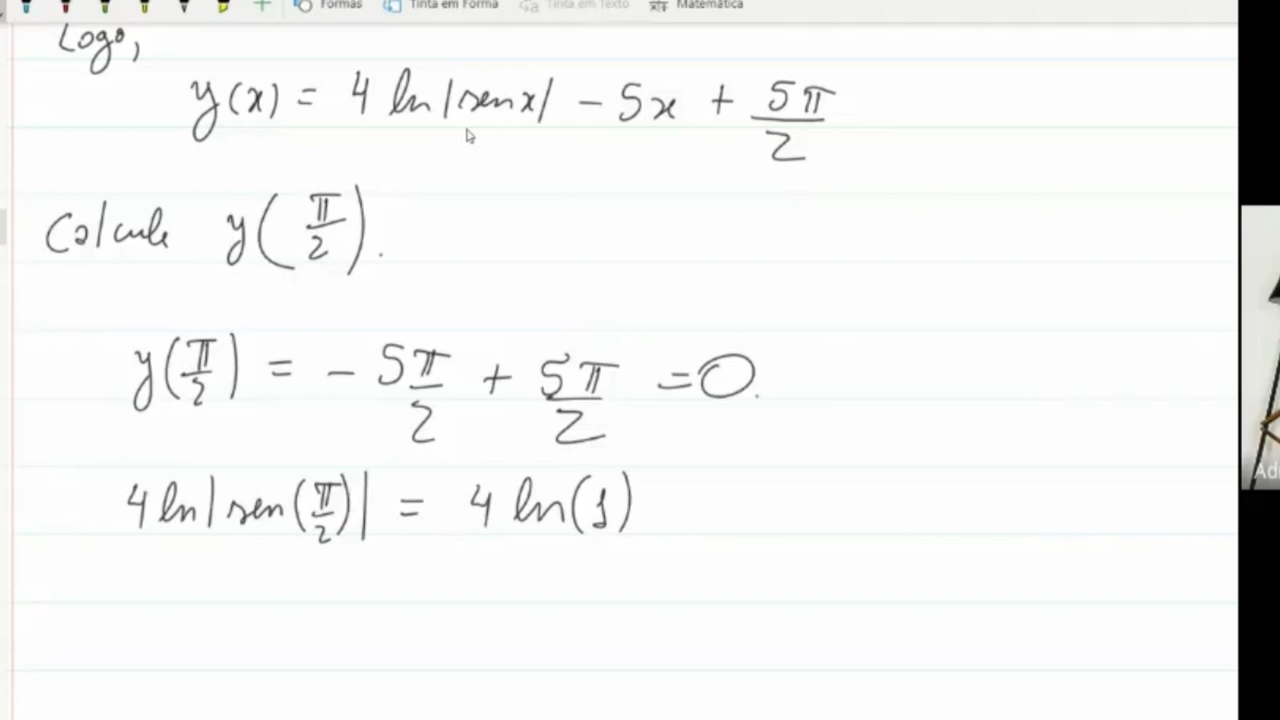 Formas Tinta em Forma Tinta em Texto Matemática
Logo,
y(x) = 4 ln|sen x| - 5x + 5π/2
Calcule y(π/2).
y(π/2) = - 5π/2 + 5π/2 = 0.
4 ln|sen(π/2)| = 4 ln(1)